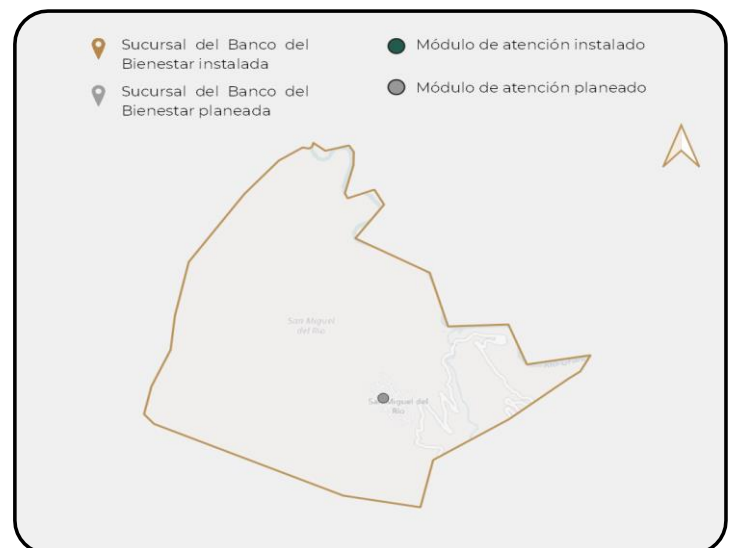 Sucursal del Banco del
Bienestar instalada
Sucursal del Banco del
Bienestar planeada
Módulo de atención instalado
Módulo de atención planeado
San Miguel
del Río
San Miguel del
Río